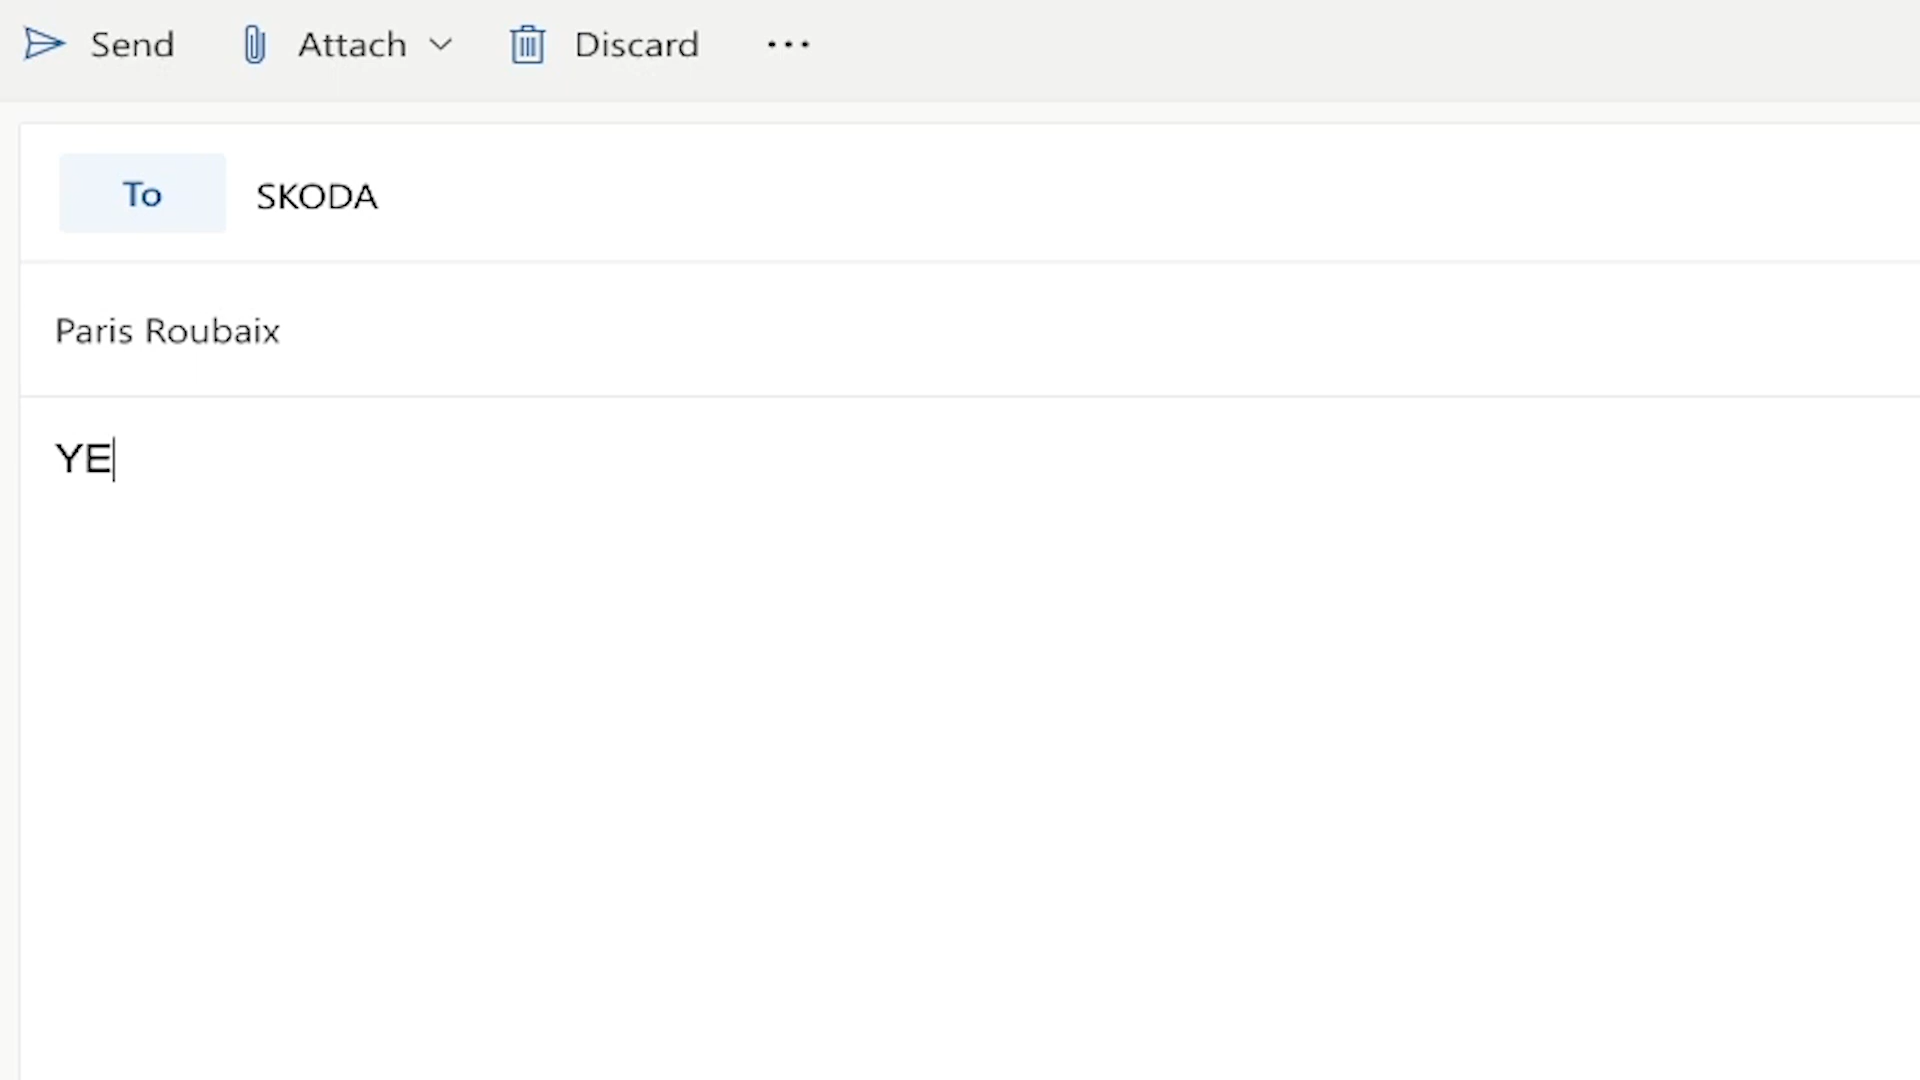 Send Attach Discard ...
To SKODA
Paris Roubaix
YE